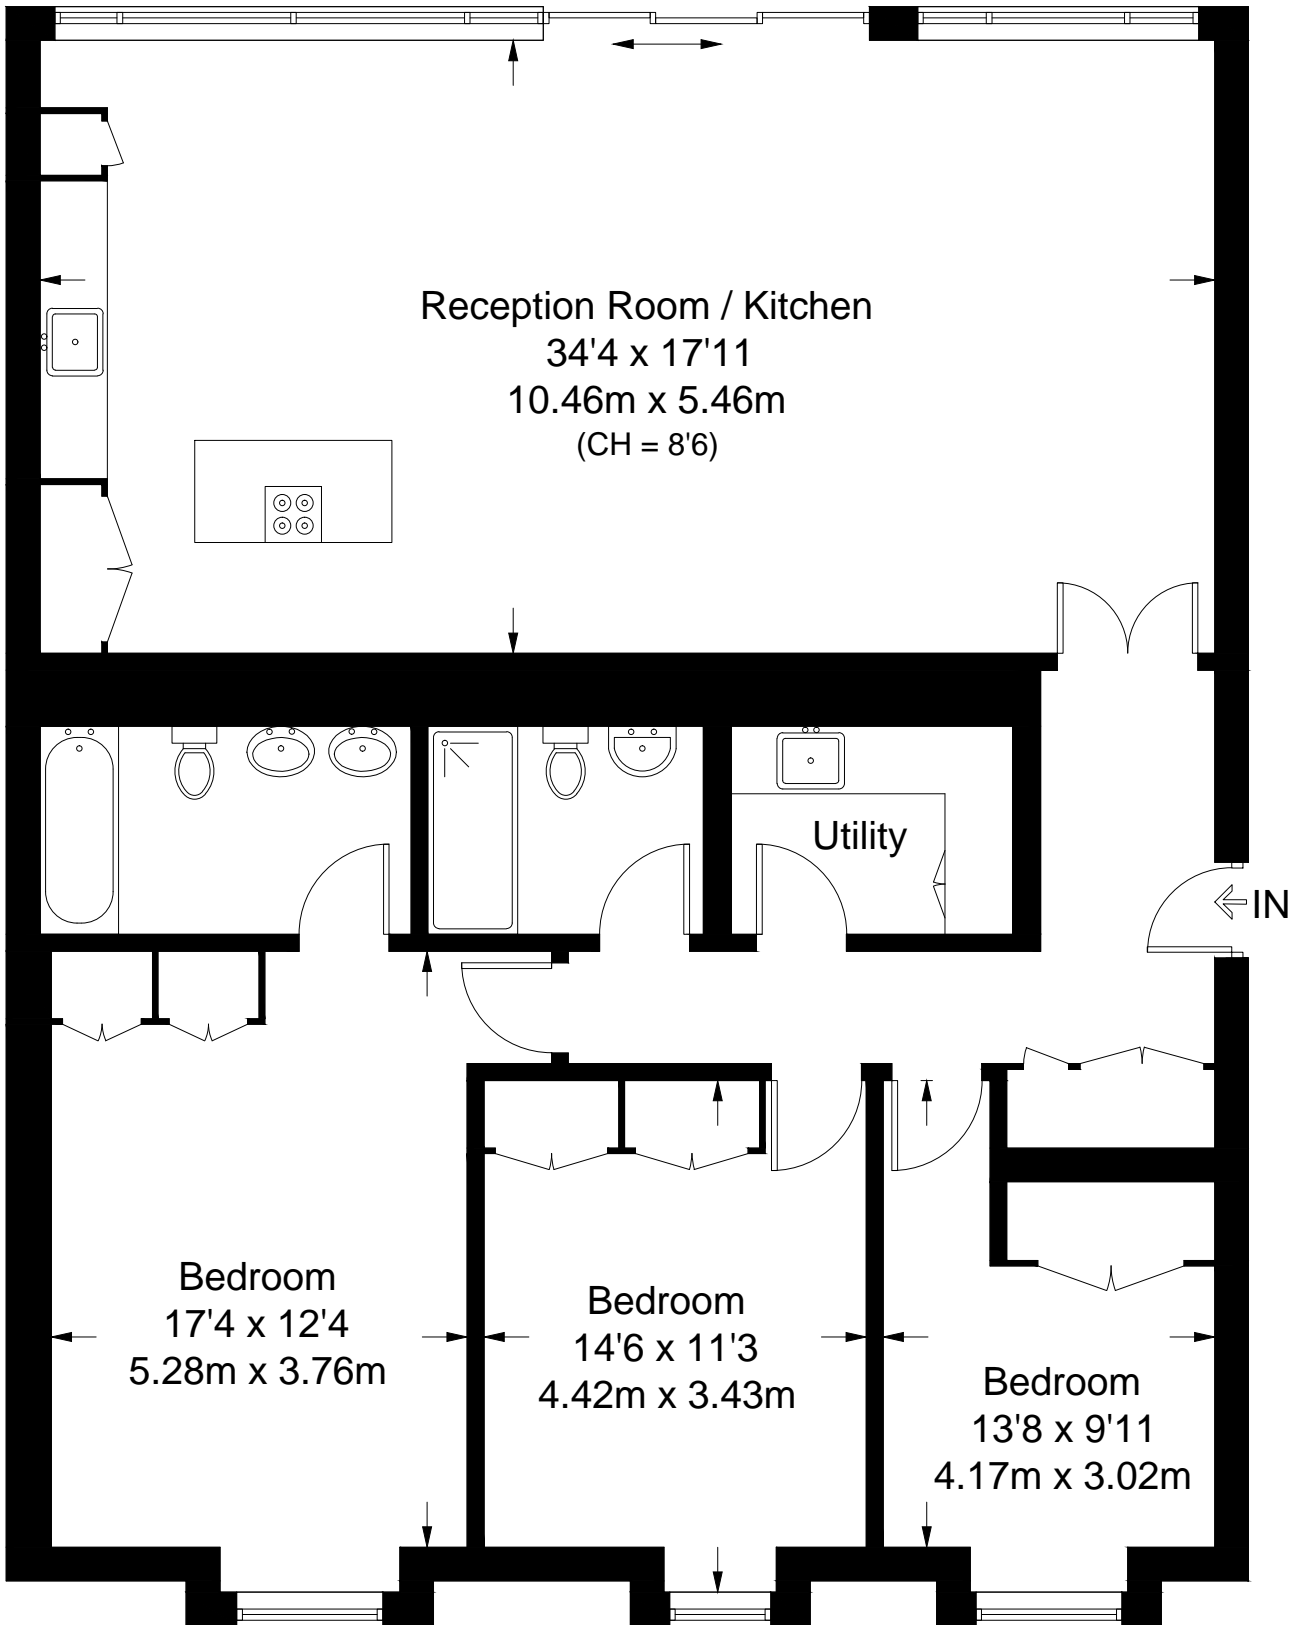 Reception Room / Kitchen
34'4 x 17'11
10.46m x 5.46m
(CH = 8'6)
Utility
IN
Bedroom
17'4 x 12'4
5.28m x 3.76m
Bedroom
14'6 x 11'3
4.42m x 3.43m
Bedroom
13'8 x 9'11
4.17m x 3.02m